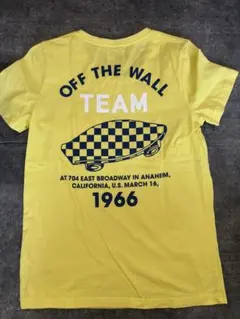 OFF THE WALL
TEAM
AT 704 EAST BROADWAY IN ANAHEIM,
CALIFORNIA, U.S. MARCH 16,
1966